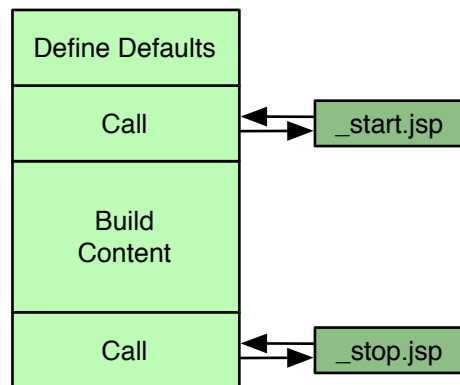 Define Defaults
Call
_start.jsp
Build
Content
Call
_stop.jsp